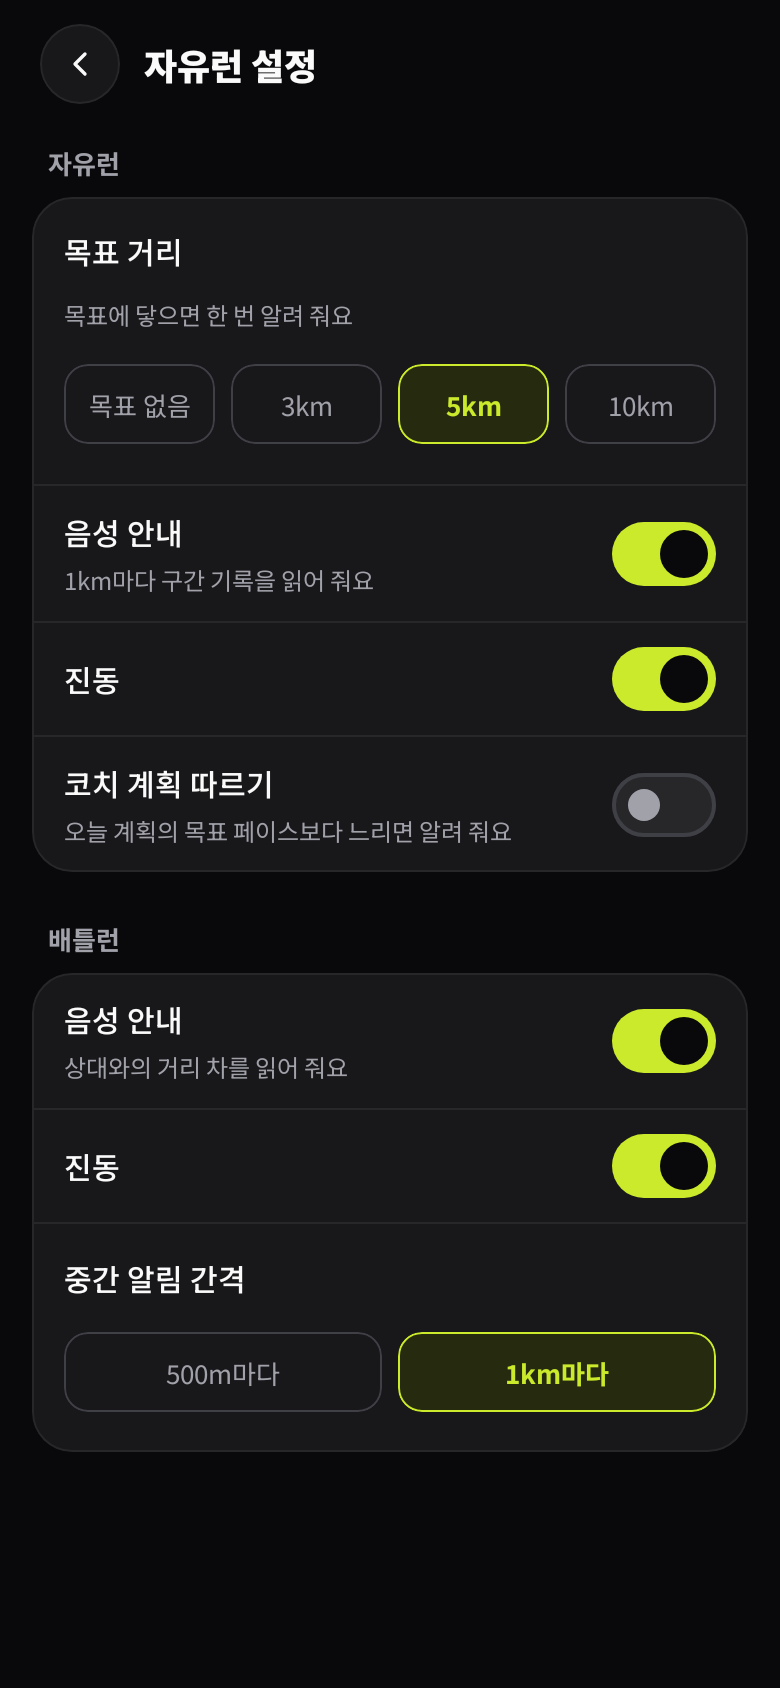 자유런 설정
자유런
목표 거리
목표에 닿으면 한 번 알려 줘요
목표 없음
3km
5km
10km
음성 안내
1km마다 구간 기록을 읽어 줘요
진동
코치 계획 따르기
오늘 계획의 목표 페이스보다 느리면 알려 줘요
배틀런
음성 안내
상대와의 거리 차를 읽어 줘요
진동
중간 알림 간격
500m마다
1km마다